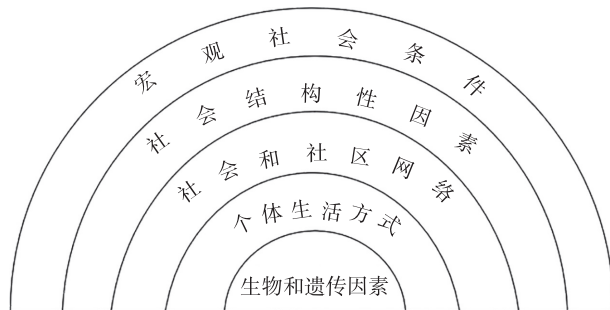 宏观社会条件
社会结构性因素
社会和社区网络
个体生活方式
生物和遗传因素